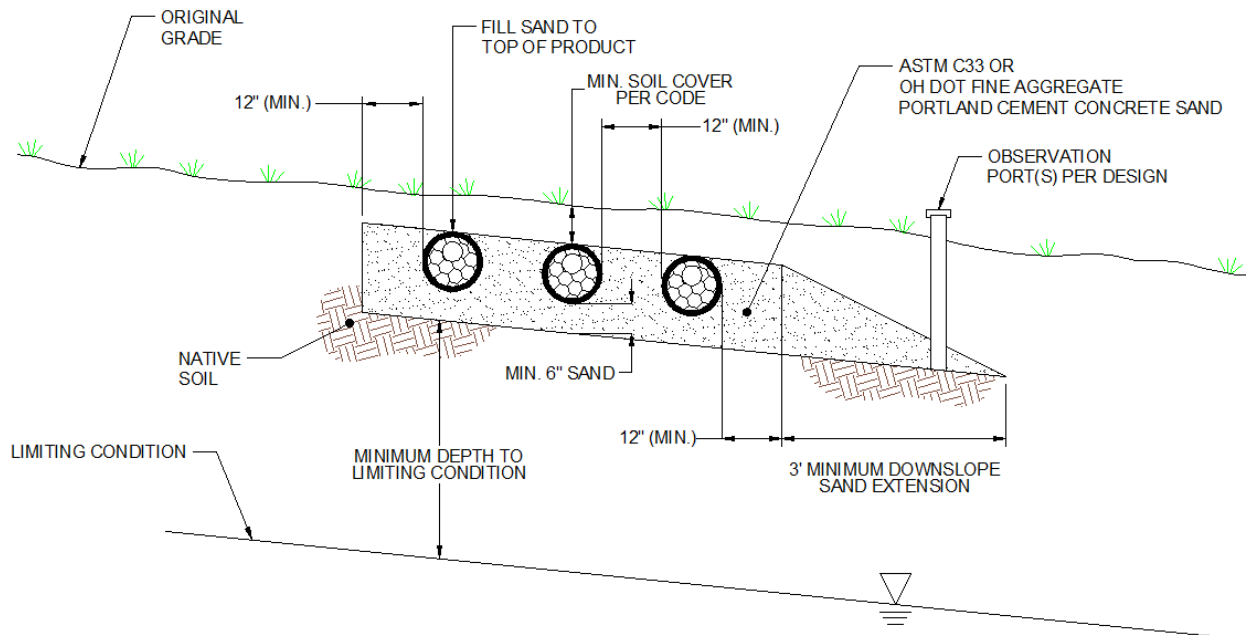 ORIGINAL
GRADE
FILL SAND TO
TOP OF PRODUCT
MIN. SOIL COVER
PER CODE
ASTM C33 OR
OH DOT FINE AGGREGATE
PORTLAND CEMENT CONCRETE SAND
12" (MIN.)
12" (MIN.)
OBSERVATION
PORT(S) PER DESIGN
NATIVE
SOIL
MIN. 6" SAND
12" (MIN.)
LIMITING CONDITION
MINIMUM DEPTH TO
LIMITING CONDITION
3' MINIMUM DOWNSLOPE
SAND EXTENSION